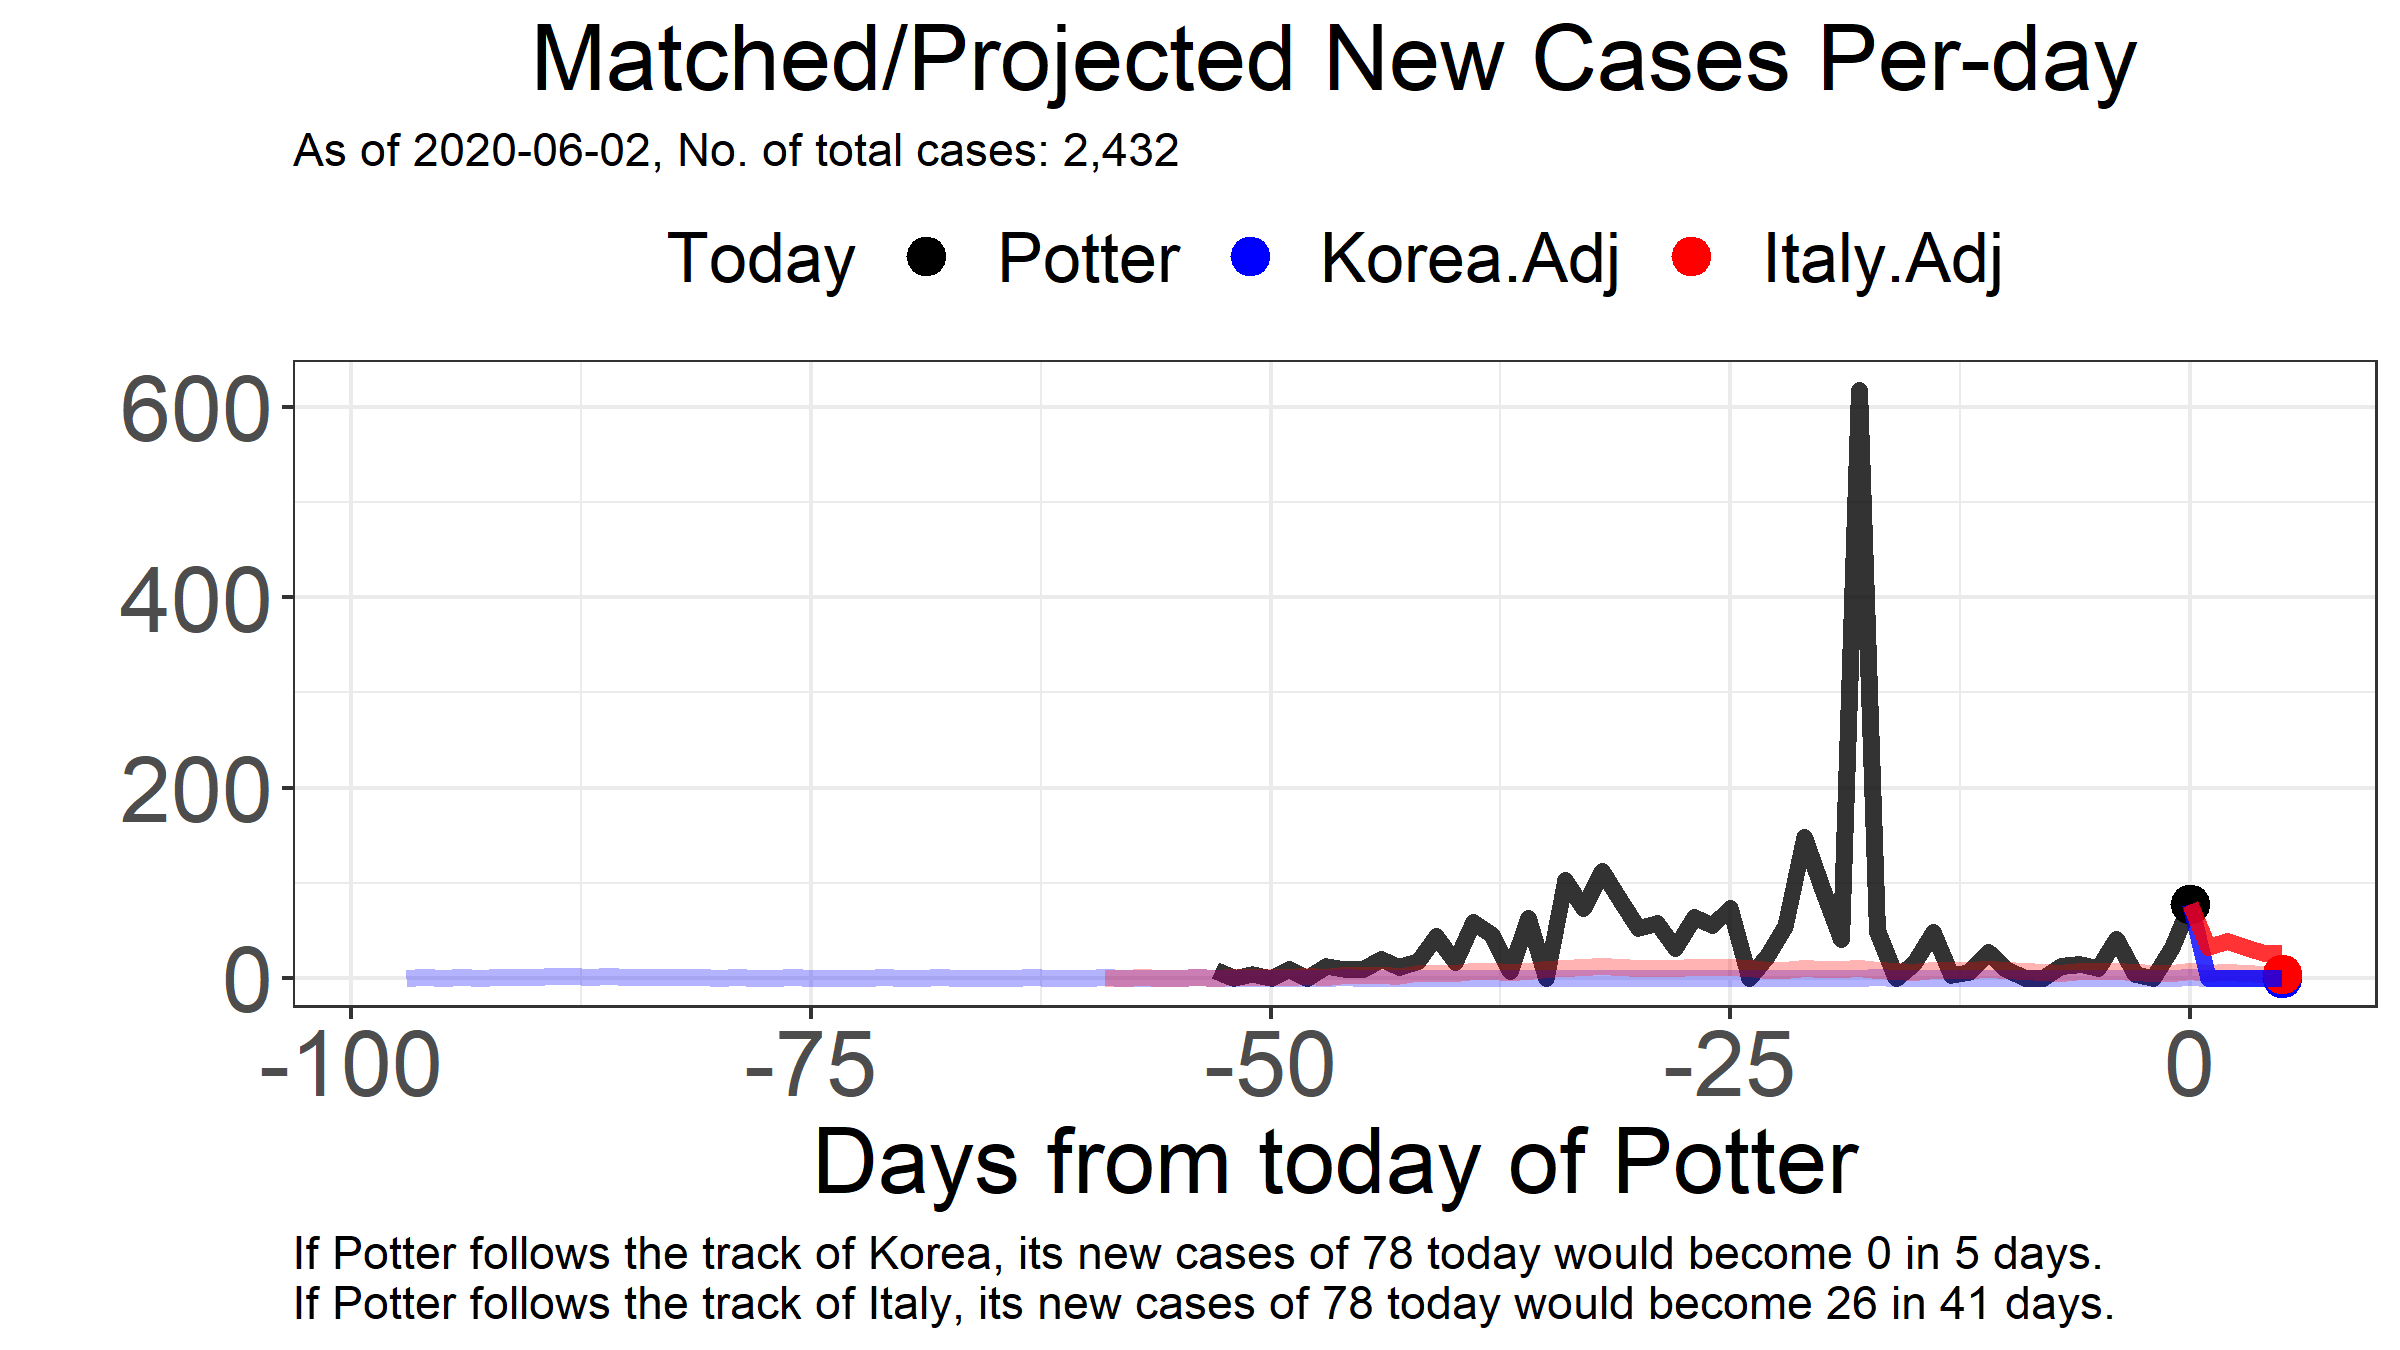 Matched/Projected New Cases Per-day
As of 2020-06-02, No. of total cases: 2,432
Today Potter Korea.Adj Italy.Adj
600
400
200
0
-100 -75 -50 -25 0
Days from today of Potter
If Potter follows the track of Korea, its new cases of 78 today would become 0 in 5 days.
If Potter follows the track of Italy, its new cases of 78 today would become 26 in 41 days.